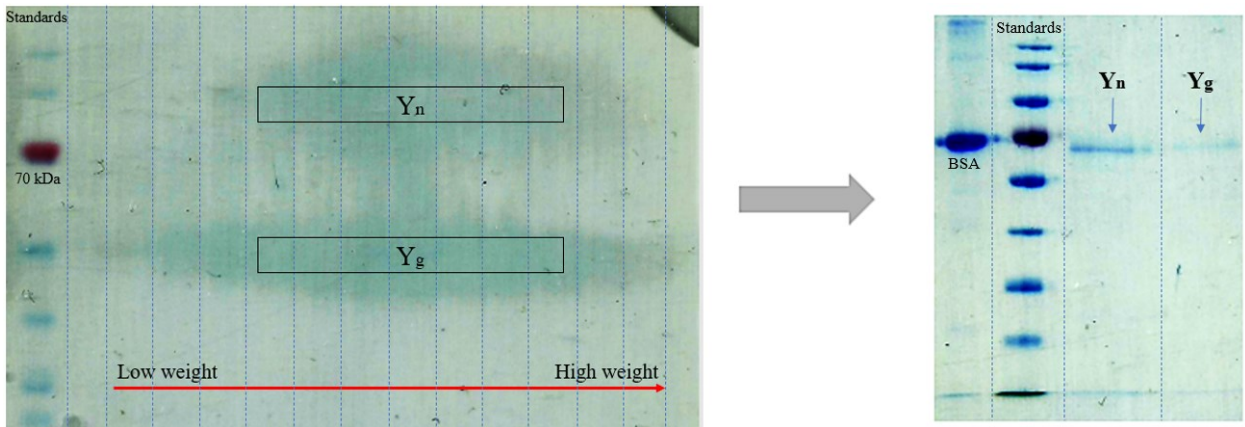 Standards
Yn
70 kDa
Yg
Low weight
High weight
Standards
Yn
Yg
BSA